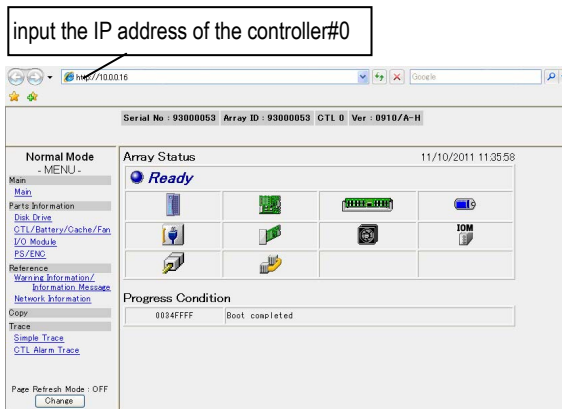 input the IP address of the controller#0
http://10.0.0.16
Google
Serial No : 93000053 Array ID : 93000053 CTL 0 Ver : 0910/A-H
Normal Mode
- MENU -
Main
Main
Parts Information
Disk Drive
CTL/Battery/Cache/Fan
I/O Module
PS/ENC
Reference
Warning Information/
Information Message
Network Information
Copy
Trace
Simple Trace
CTL Alarm Trace
Page Refresh Mode : OFF
Change
Array Status 11/10/2011 11:35:58
Ready
IOM
Progress Condition
0034FFFF Boot completed